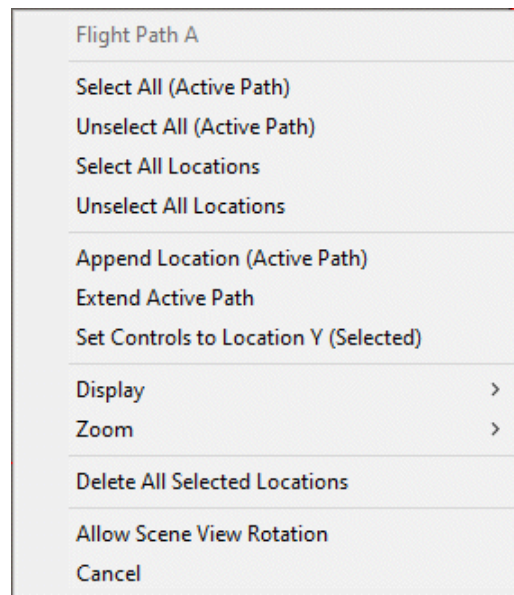 Flight Path A
Select All (Active Path)
Unselect All (Active Path)
Select All Locations
Unselect All Locations
Append Location (Active Path)
Extend Active Path
Set Controls to Location Y (Selected)
Display
Zoom
Delete All Selected Locations
Allow Scene View Rotation
Cancel